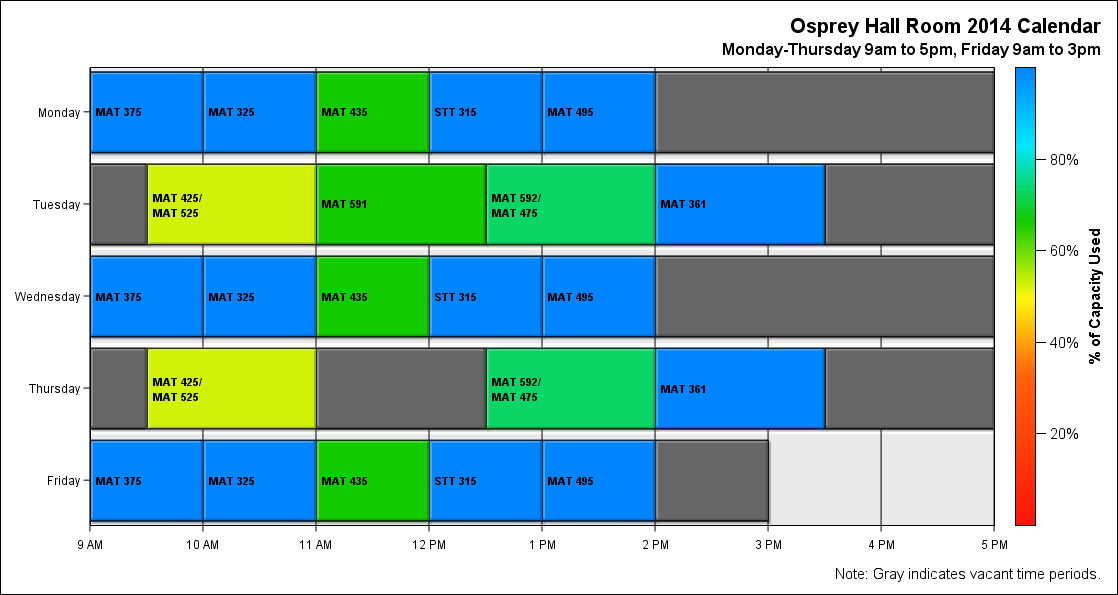 Osprey Hall Room 2014 Calendar
Monday-Thursday 9am to 5pm, Friday 9am to 3pm
Monday
MAT 375
MAT 325
MAT 435
STT 315
MAT 495
Tuesday
MAT 425/
MAT 525
MAT 591
MAT 592/
MAT 475
MAT 361
Wednesday
MAT 375
MAT 325
MAT 435
STT 315
MAT 495
Thursday
MAT 425/
MAT 525
MAT 592/
MAT 475
MAT 361
Friday
MAT 375
MAT 325
MAT 435
STT 315
MAT 495
9 AM
10 AM
11 AM
12 PM
1 PM
2 PM
3 PM
4 PM
5 PM
80%
60%
40%
20%
% of Capacity Used
Note: Gray indicates vacant time periods.